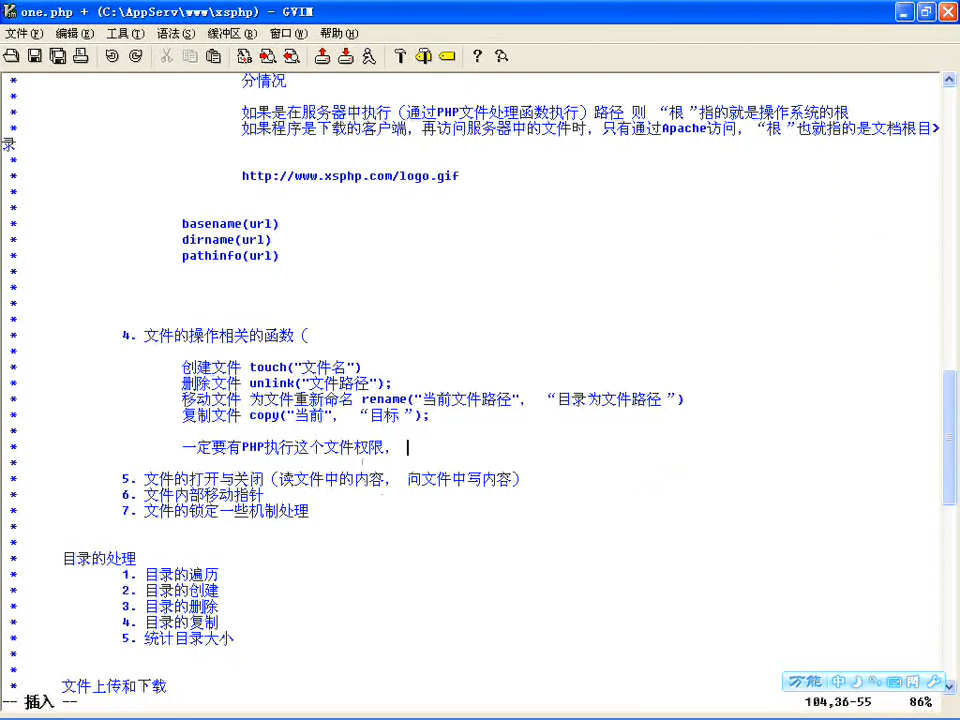 one.php + (C:\AppServ\www\xsphp) - GVIM
文件(F) 编辑(E) 工具(T) 语法(S) 缓冲区(B) 窗口(W) 帮助(H)
* 分情况
*
* 如果是在服务器中执行（通过PHP文件处理函数执行）路径 则 “根 ”指的就是操作系统的根
* 如果程序是下载的客户端，再访问服务器中的文件时，只有通过Apache访问，“根 ”也就指的是文档根目>
录
*
* http://www.xsphp.com/logo.gif
*
*
* basename(url)
* dirname(url)
* pathinfo(url)
*
*
*
*
* 4. 文件的操作相关的函数（
*
* 创建文件 touch("文件名")
* 删除文件 unlink("文件路径");
* 移动文件 为文件重新命名 rename("当前文件路径"， “目录为文件路径 ”)
* 复制文件 copy("当前"， “目标 ”);
*
* 一定要有PHP执行这个文件权限，
*
* 5. 文件的打开与关闭（读文件中的内容， 向文件中写内容）
* 6. 文件内部移动指针
* 7. 文件的锁定一些机制处理
*
*
* 目录的处理
* 1. 目录的遍历
* 2. 目录的创建
* 3. 目录的删除
* 4. 目录的复制
* 5. 统计目录大小
*
*
* 文件上传和下载
万能 中 网
-- 插入 -- 104,36-55 86%